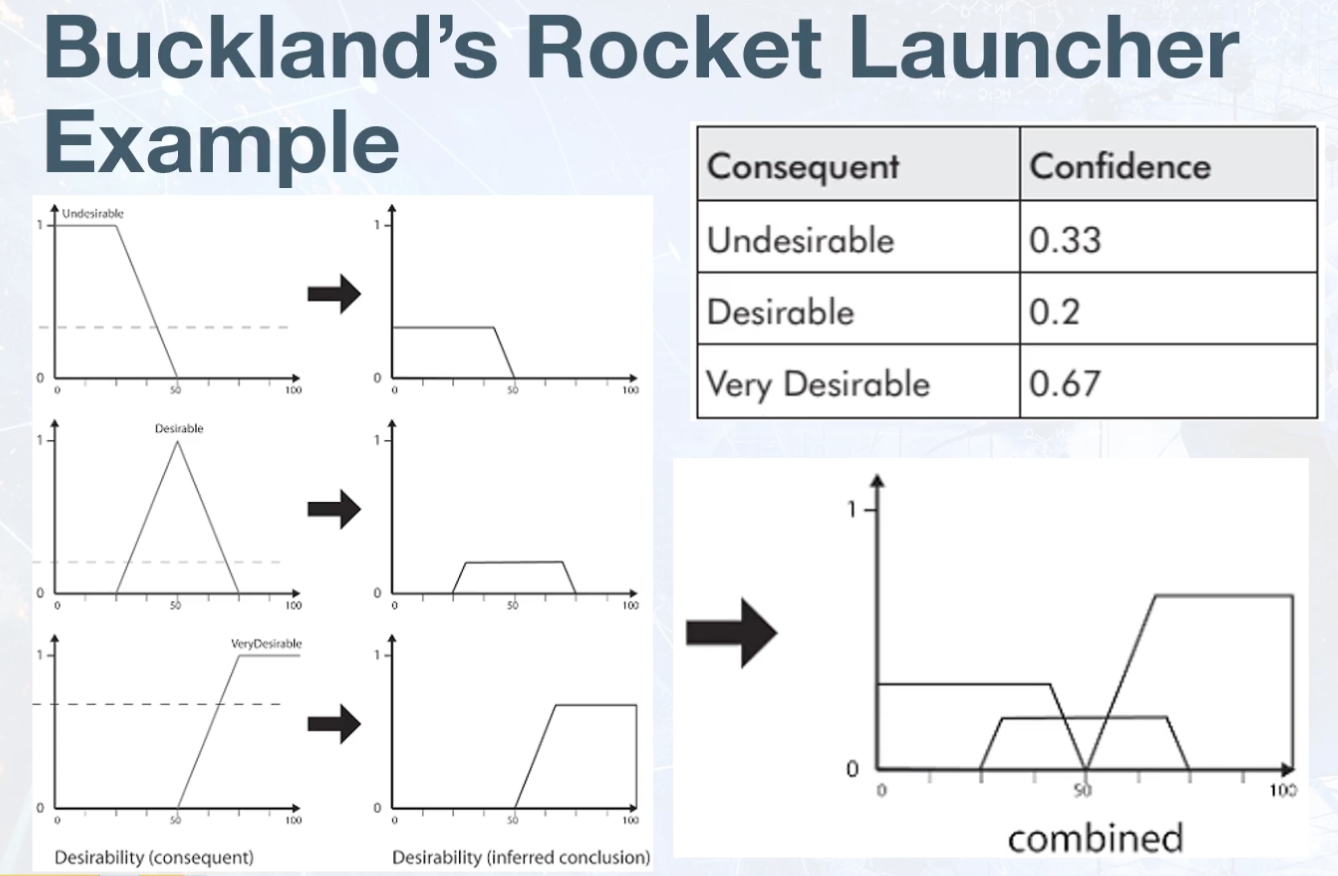 Buckland's Rocket Launcher
Example
Consequent Confidence
Undesirable 0.33
Desirable 0.2
Very Desirable 0.67
Undesirable
1 1
0 0
0 50 100 0 50 100
Desirable
1 1
0 0
0 50 100 0 50 100
VeryDesirable
1 1
0 0
0 50 100 0 50 100
Desirability (consequent) Desirability (inferred conclusion)
1
0
0 50 100
combined